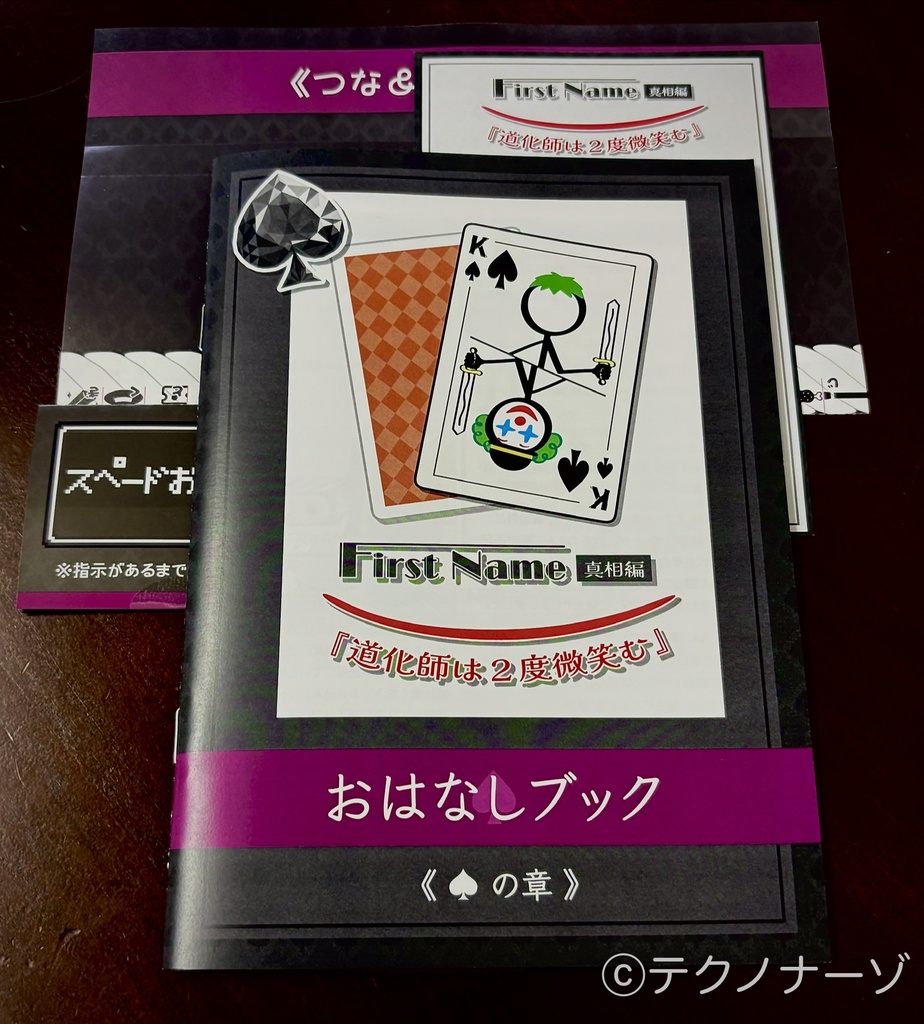 《つな&
First Name 真相編
『道化師は2度微笑む』
K
K
First Name 真相編
『道化師は2度微笑む』
スペードお
※指示があるまで
おはなしブック
《♠の章》
©テクノナーゾ